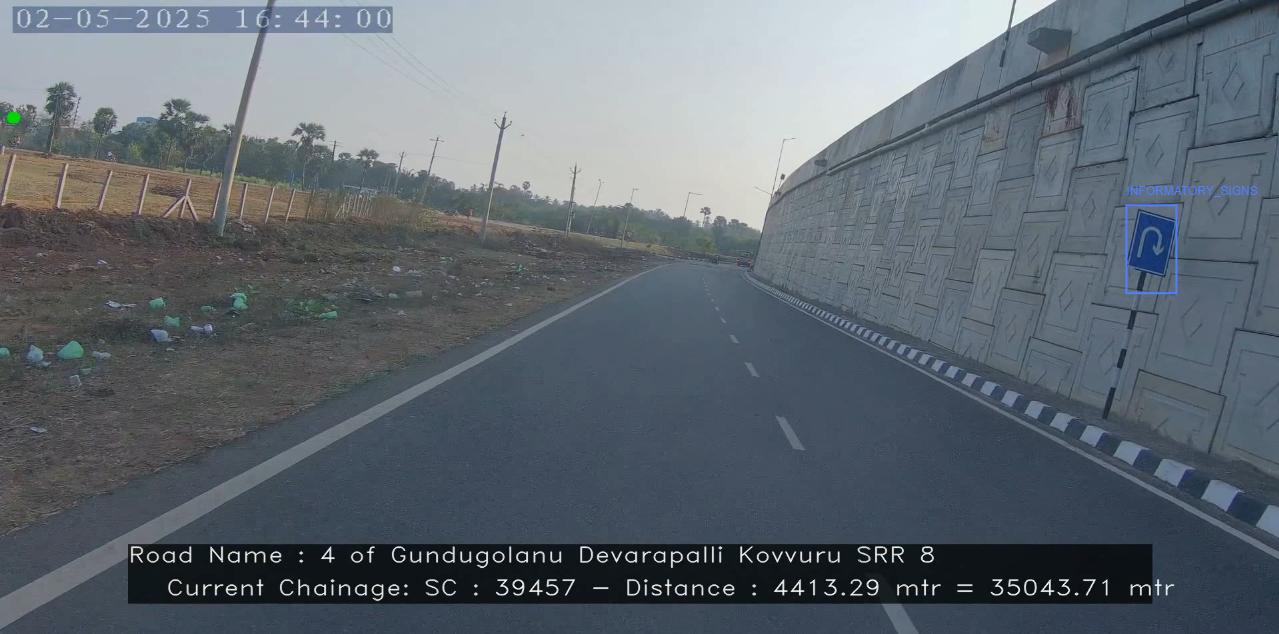 02-05-2025 16:44:00
INFORMATORY_SIGNS
Road Name : 4 of Gundugolanu Devarapalli Kovvuru SRR 8
Current Chainage: SC : 39457 - Distance : 4413.29 mtr = 35043.71 mtr